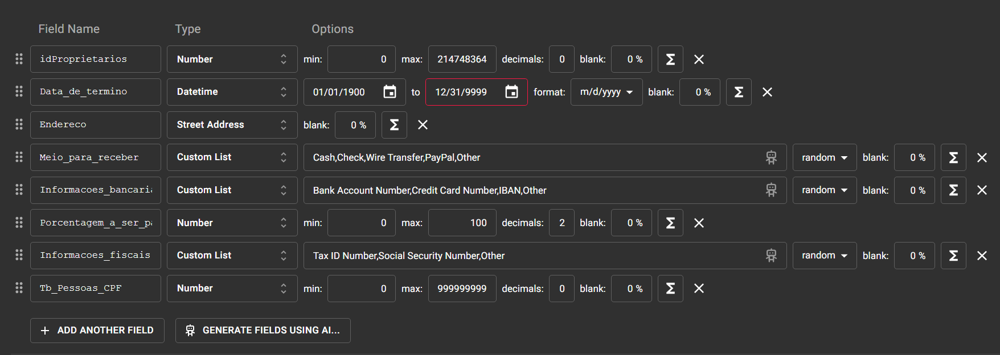 Field Name Type Options
idProprietarios Number min: 0 max: 214748364 decimals: 0 blank: 0 % Σ
Data_de_termino Datetime 01/01/1900 to 12/31/9999 format: m/d/yyyy blank: 0 % Σ
Endereco Street Address blank: 0 % Σ
Meio_para_receber Custom List Cash,Check,Wire Transfer,PayPal,Other random blank: 0 % Σ
Informacoes_bancaria Custom List Bank Account Number,Credit Card Number,IBAN,Other random blank: 0 % Σ
Porcentagem_a_ser_pa Number min: 0 max: 100 decimals: 2 blank: 0 % Σ
Informacoes_fiscais Custom List Tax ID Number,Social Security Number,Other random blank: 0 % Σ
Tb_Pessoas_CPF Number min: 0 max: 999999999 decimals: 0 blank: 0 % Σ
+ ADD ANOTHER FIELD GENERATE FIELDS USING AI...